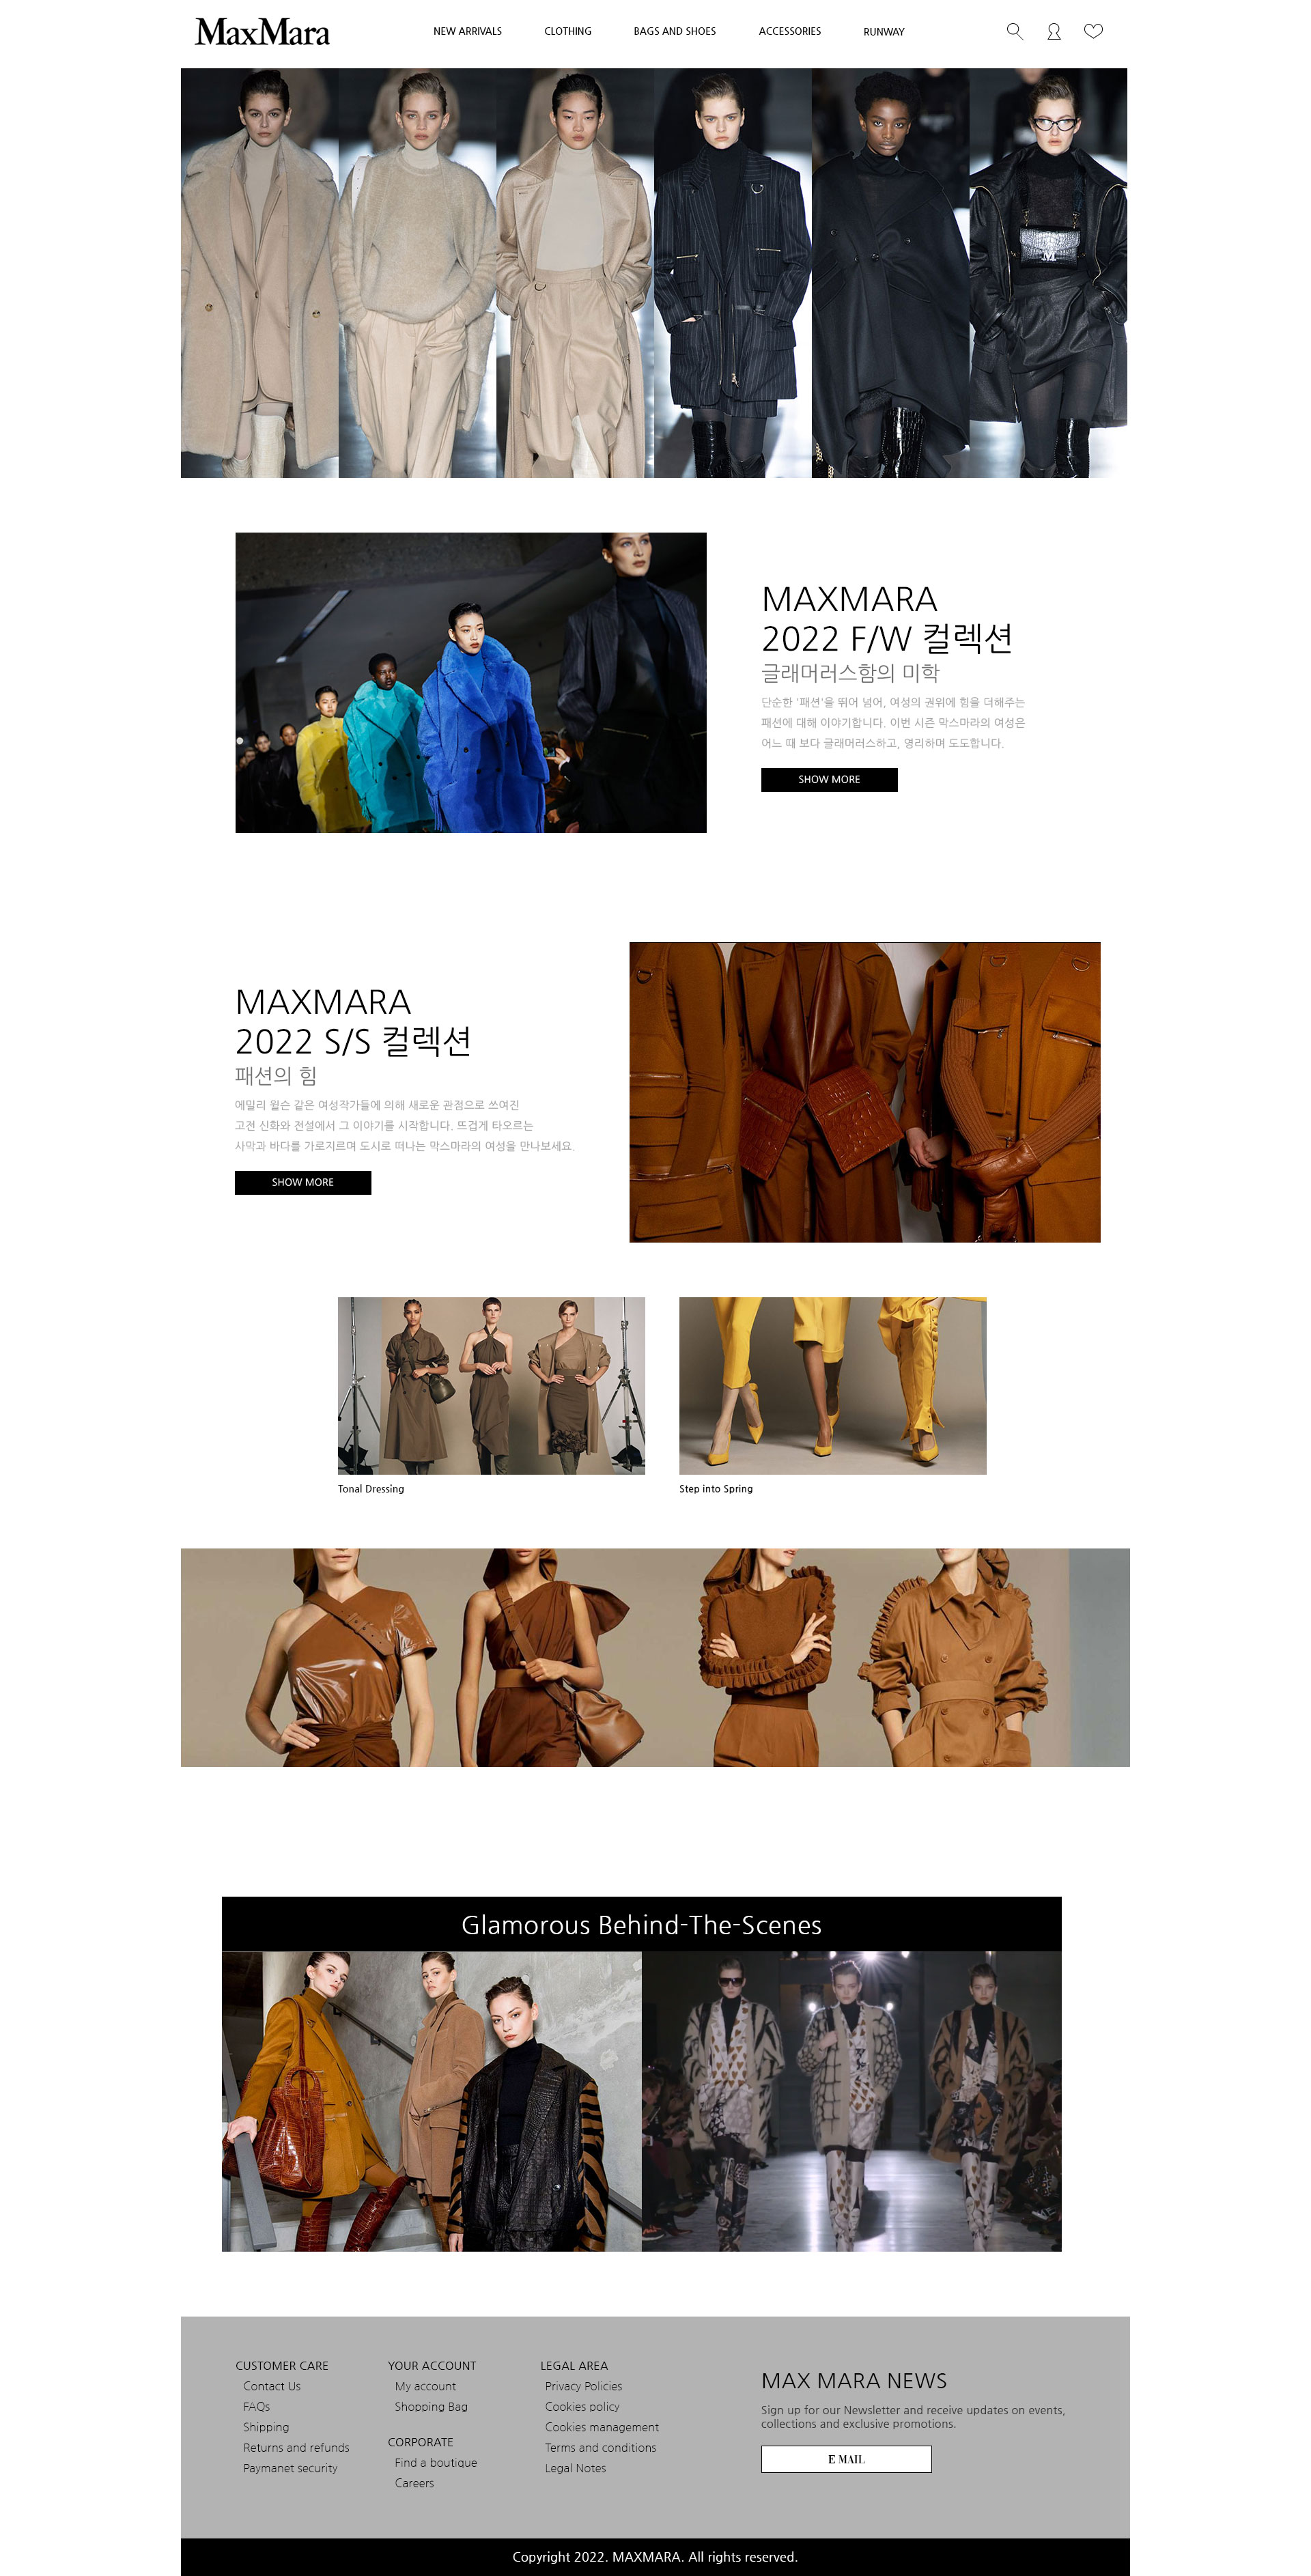 MaxMara
NEW ARRIVALS
CLOTHING
BAGS AND SHOES
ACCESSORIES
RUNWAY
M
MAXMARA
2022 F/W 컬렉션
글래머러스함의 미학
단순한 '패션'을 뛰어 넘어, 여성의 권위에 힘을 더해주는
패션에 대해 이야기합니다. 이번 시즌 막스마라의 여성은
어느 때 보다 글래머러스하고, 영리하며 도도합니다.
SHOW MORE
MAXMARA
2022 S/S 컬렉션
패션의 힘
에밀리 윌슨 같은 여성작가들에 의해 새로운 관점으로 쓰여진
고전 신화와 전설에서 그 이야기를 시작합니다. 뜨겁게 타오르는
사막과 바다를 가로지르며 도시로 떠나는 막스마라의 여성을 만나보세요.
SHOW MORE
Tonal Dressing
Step into Spring
Glamorous Behind-The-Scenes
CUSTOMER CARE
Contact Us
FAQs
Shipping
Returns and refunds
Paymanet security
YOUR ACCOUNT
My account
Shopping Bag
CORPORATE
Find a boutique
Careers
LEGAL AREA
Privacy Policies
Cookies policy
Cookies management
Terms and conditions
Legal Notes
MAX MARA NEWS
Sign up for our Newsletter and receive updates on events,
collections and exclusive promotions.
E MAIL
Copyright 2022. MAXMARA. All rights reserved.